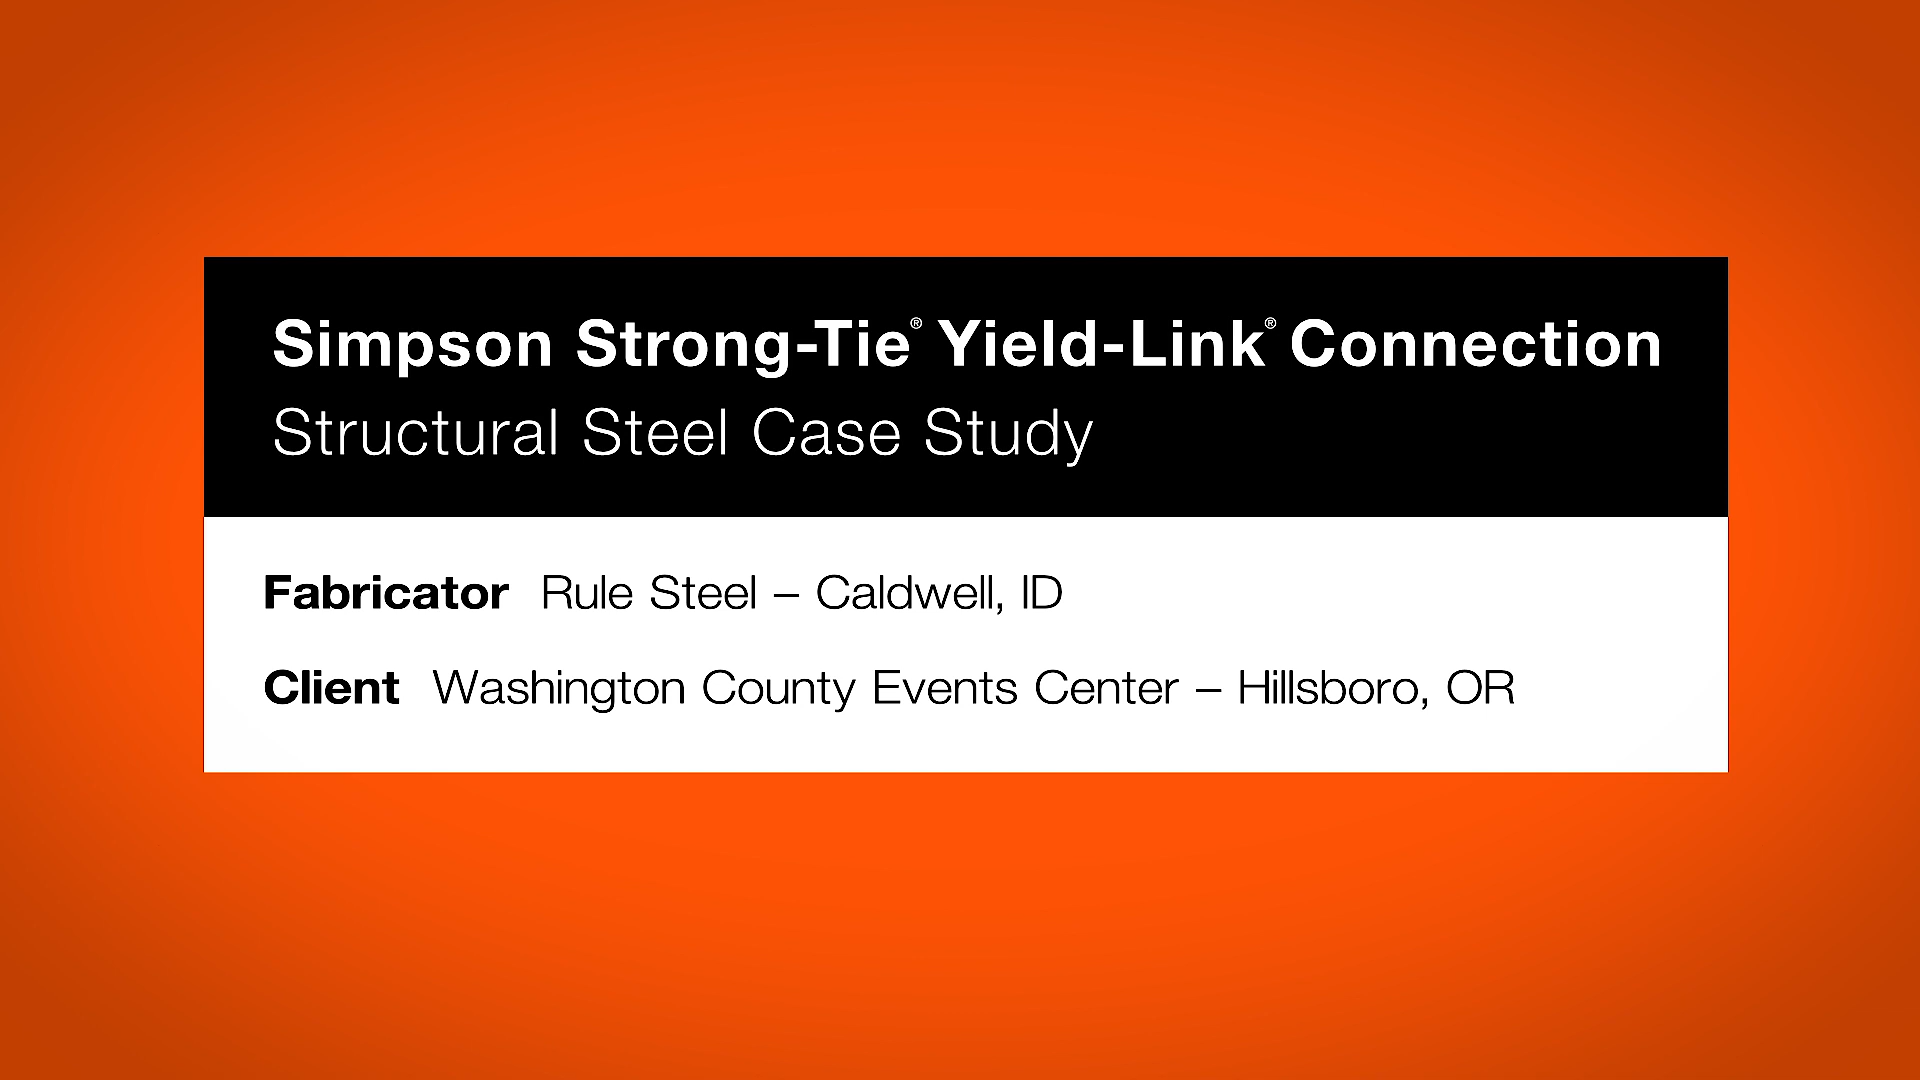 Simpson Strong-Tie® Yield-Link® Connection
Structural Steel Case Study
Fabricator Rule Steel – Caldwell, ID
Client Washington County Events Center – Hillsboro, OR